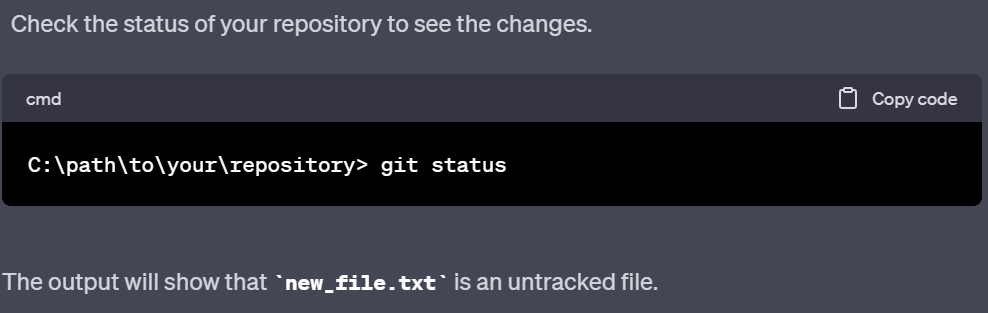 Check the status of your repository to see the changes.
cmd
Copy code
C:\path\to\your\repository> git status
The output will show that `new_file.txt` is an untracked file.